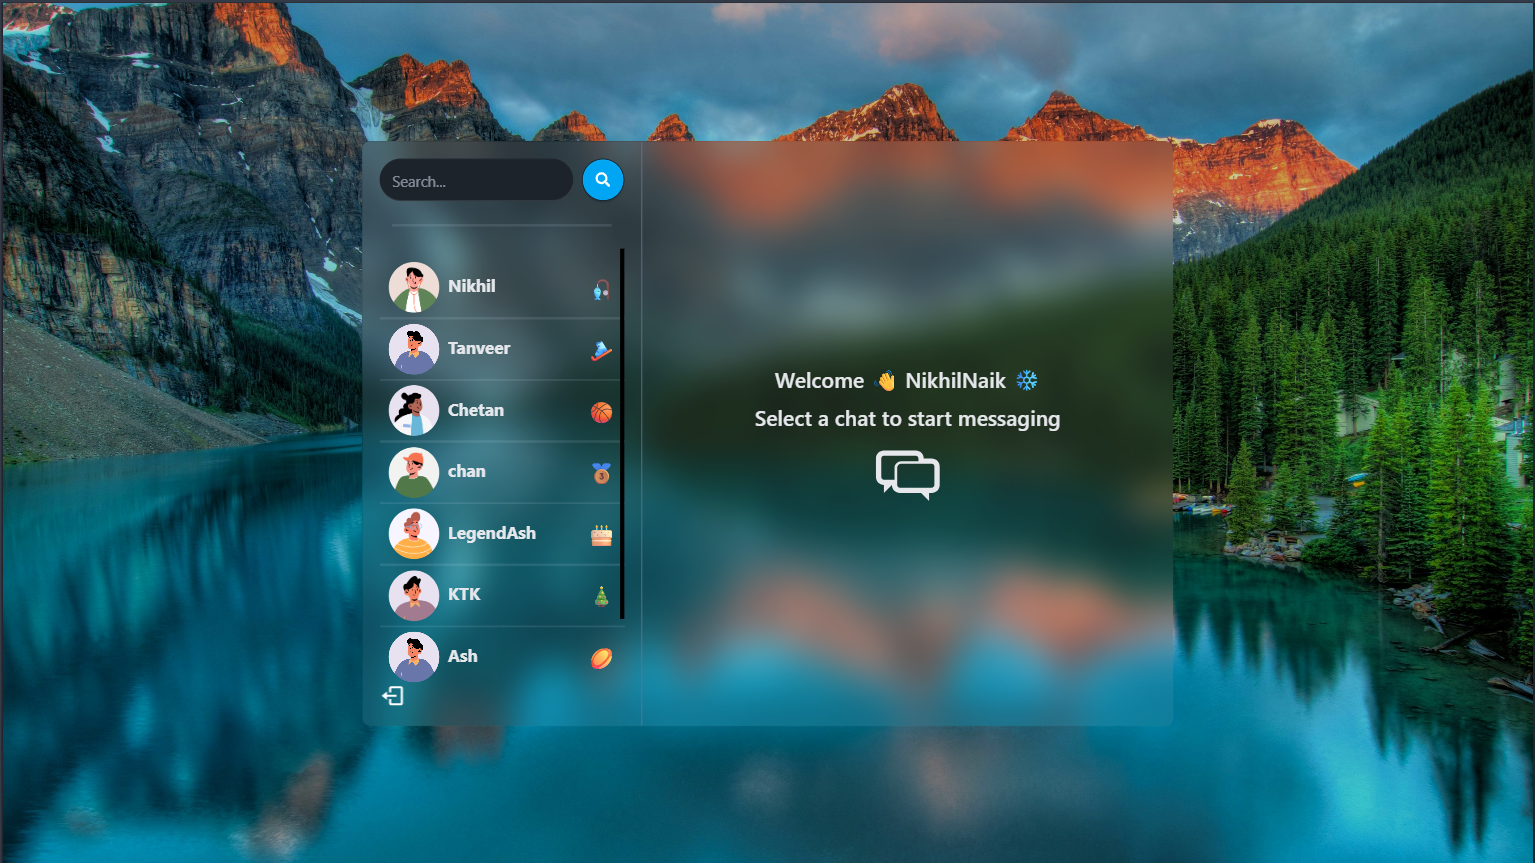 Search...
Nikhil
Tanveer
Chetan
chan
LegendAsh
KTK
Ash
Welcome 👋 NikhilNaik ❄️
Select a chat to start messaging